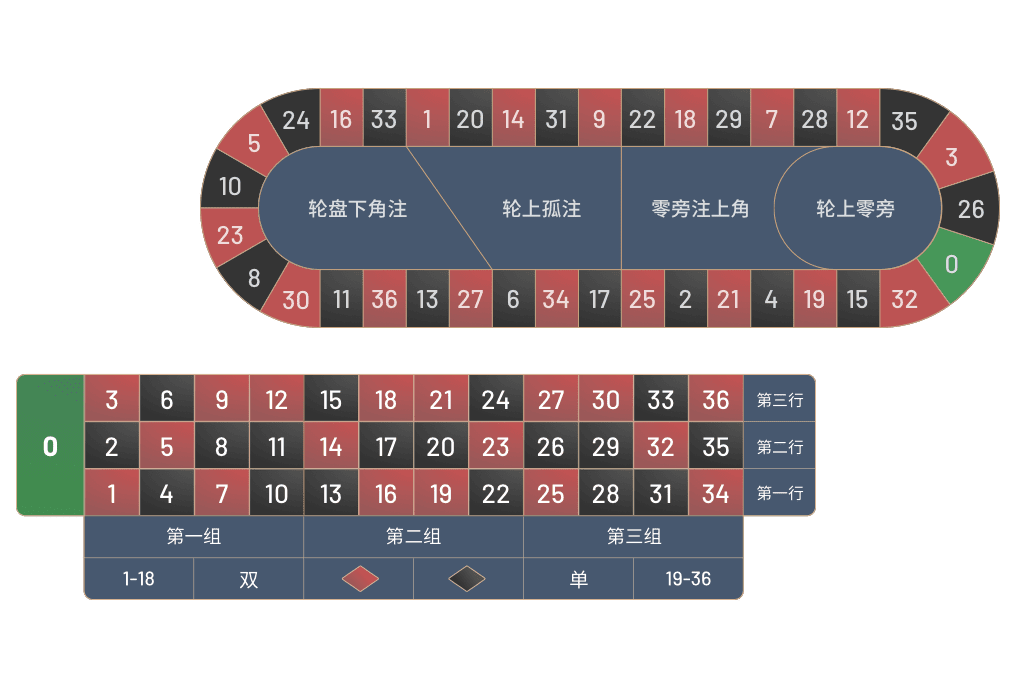 24 16 33 1 20 14 31 9 22 18 29 7 28 12 35
5 3
10 26
轮盘下角注 轮上孤注 零旁注上角 轮上零旁
23 0
8
30 11 36 13 27 6 34 17 25 2 21 4 19 15 32
3 6 9 12 15 18 21 24 27 30 33 36 第三行
0 2 5 8 11 14 17 20 23 26 29 32 35 第二行
1 4 7 10 13 16 19 22 25 28 31 34 第一行
第一组 第二组 第三组
1-18 双 单 19-36